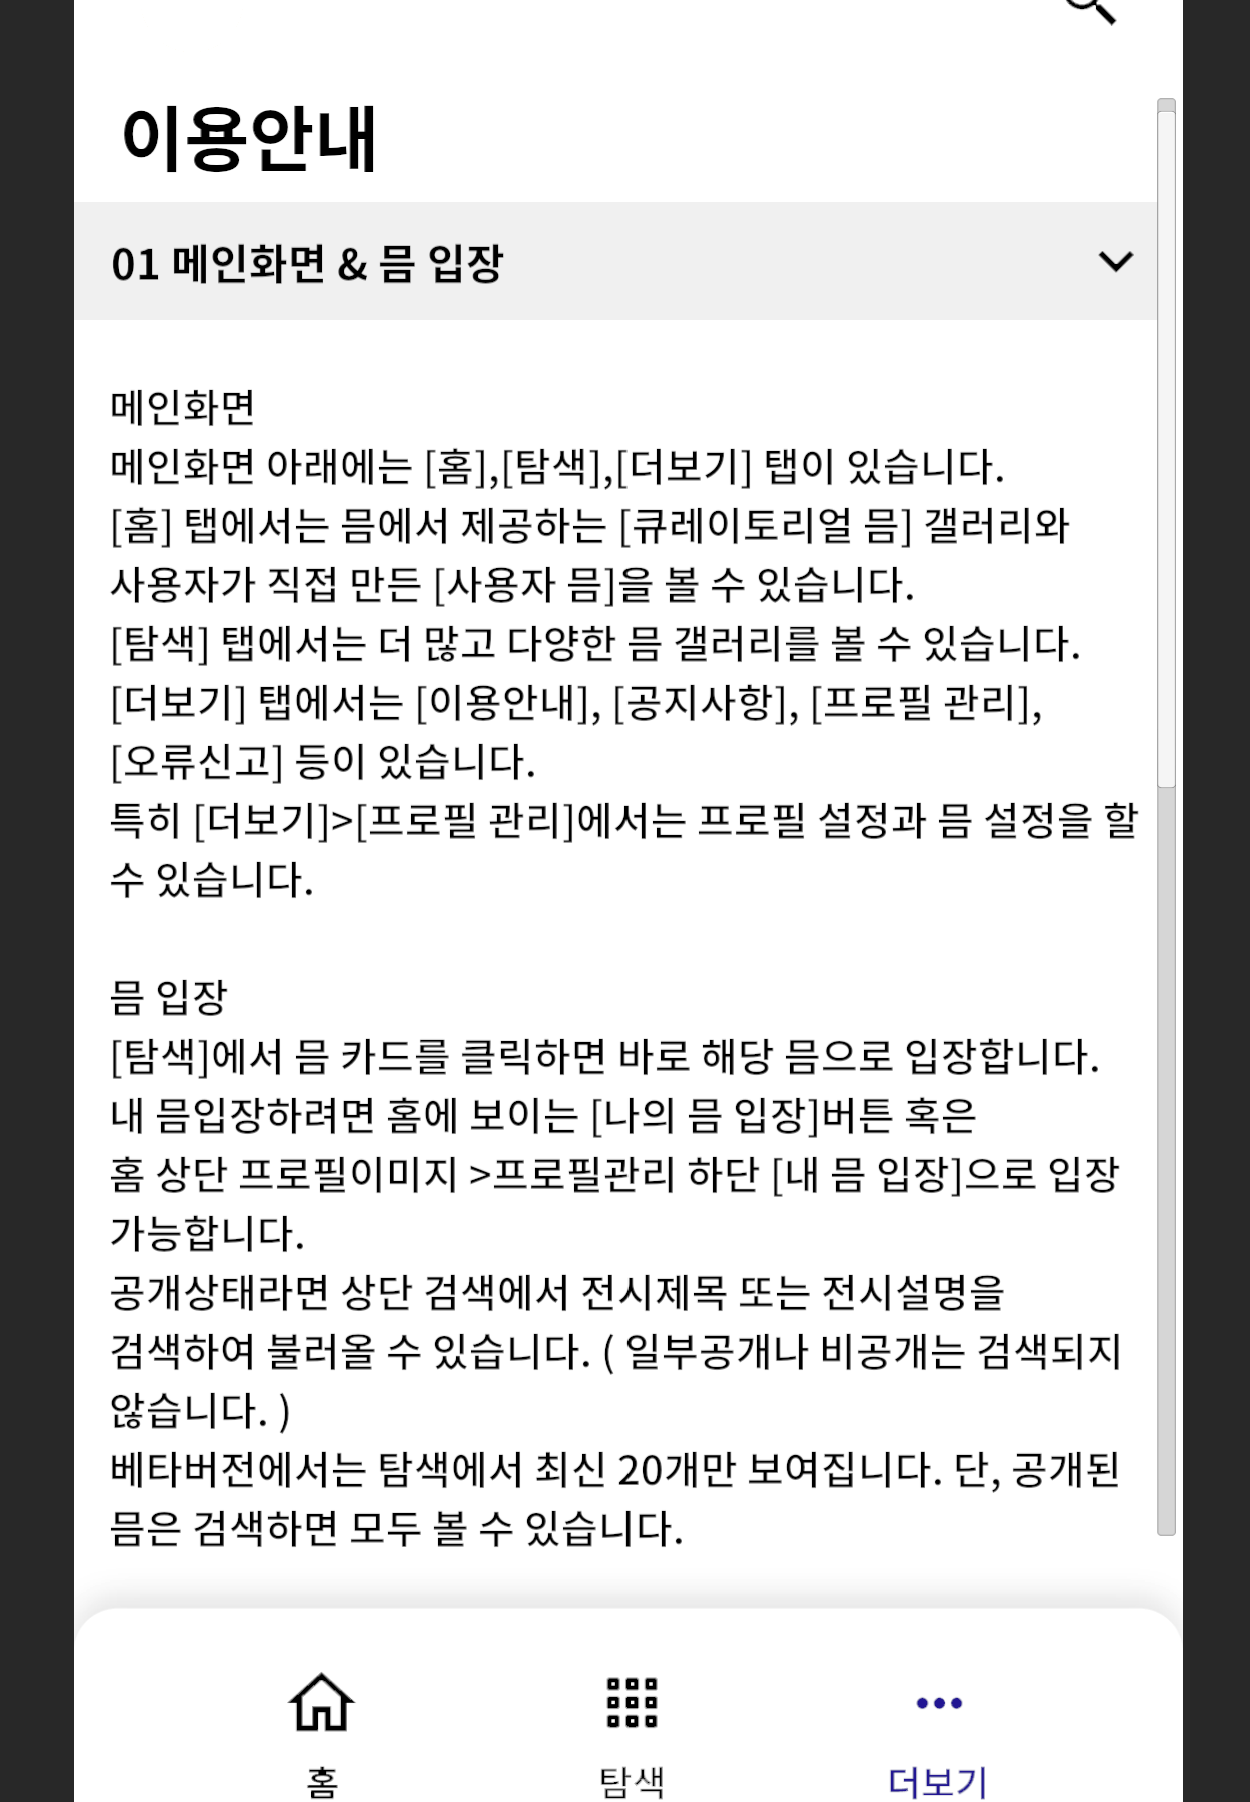 이용안내
01 메인화면 & 믐 입장
메인화면
메인화면 아래에는 [홈],[탐색],[더보기] 탭이 있습니다.
[홈] 탭에서는 믐에서 제공하는 [큐레이토리얼 믐] 갤러리와
사용자가 직접 만든 [사용자 믐]을 볼 수 있습니다.
[탐색] 탭에서는 더 많고 다양한 믐 갤러리를 볼 수 있습니다.
[더보기] 탭에서는 [이용안내], [공지사항], [프로필 관리],
[오류신고] 등이 있습니다.
특히 [더보기]>[프로필 관리]에서는 프로필 설정과 믐 설정을 할
수 있습니다.
믐 입장
[탐색]에서 믐 카드를 클릭하면 바로 해당 믐으로 입장합니다.
내 믐입장하려면 홈에 보이는 [나의 믐 입장]버튼 혹은
홈 상단 프로필이미지 >프로필관리 하단 [내 믐 입장]으로 입장
가능합니다.
공개상태라면 상단 검색에서 전시제목 또는 전시설명을
검색하여 불러올 수 있습니다. ( 일부공개나 비공개는 검색되지
않습니다. )
베타버전에서는 탐색에서 최신 20개만 보여집니다. 단, 공개된
믐은 검색하면 모두 볼 수 있습니다.
홈
탐색
더보기